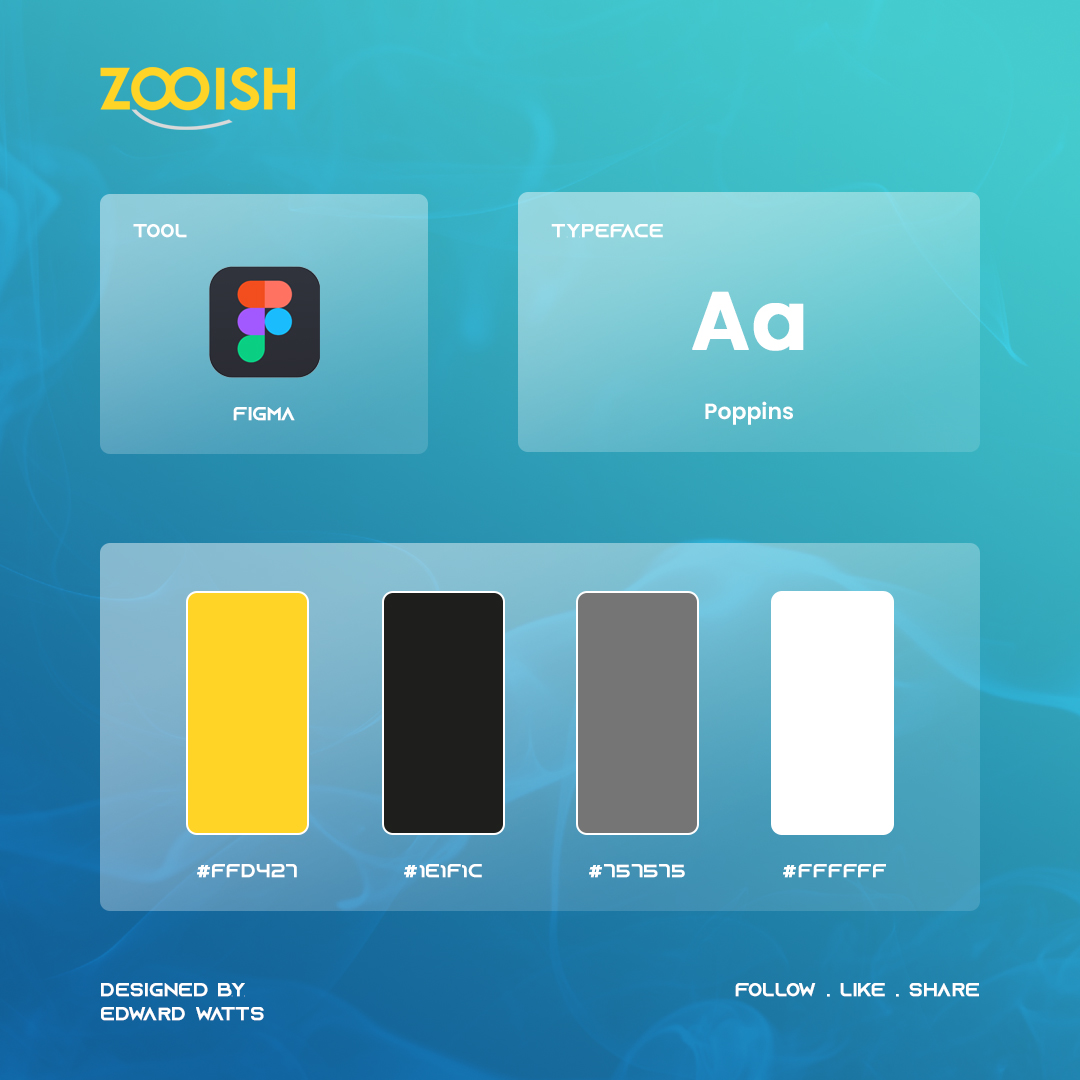 ZOOISH
TOOL
FIGMA
TYPEFACE
Aa
Poppins
#FFD427
#1E1F1C
#757575
#FFFFFF
DESIGNED BY
EDWARD WATTS
FOLLOW . LIKE . SHARE